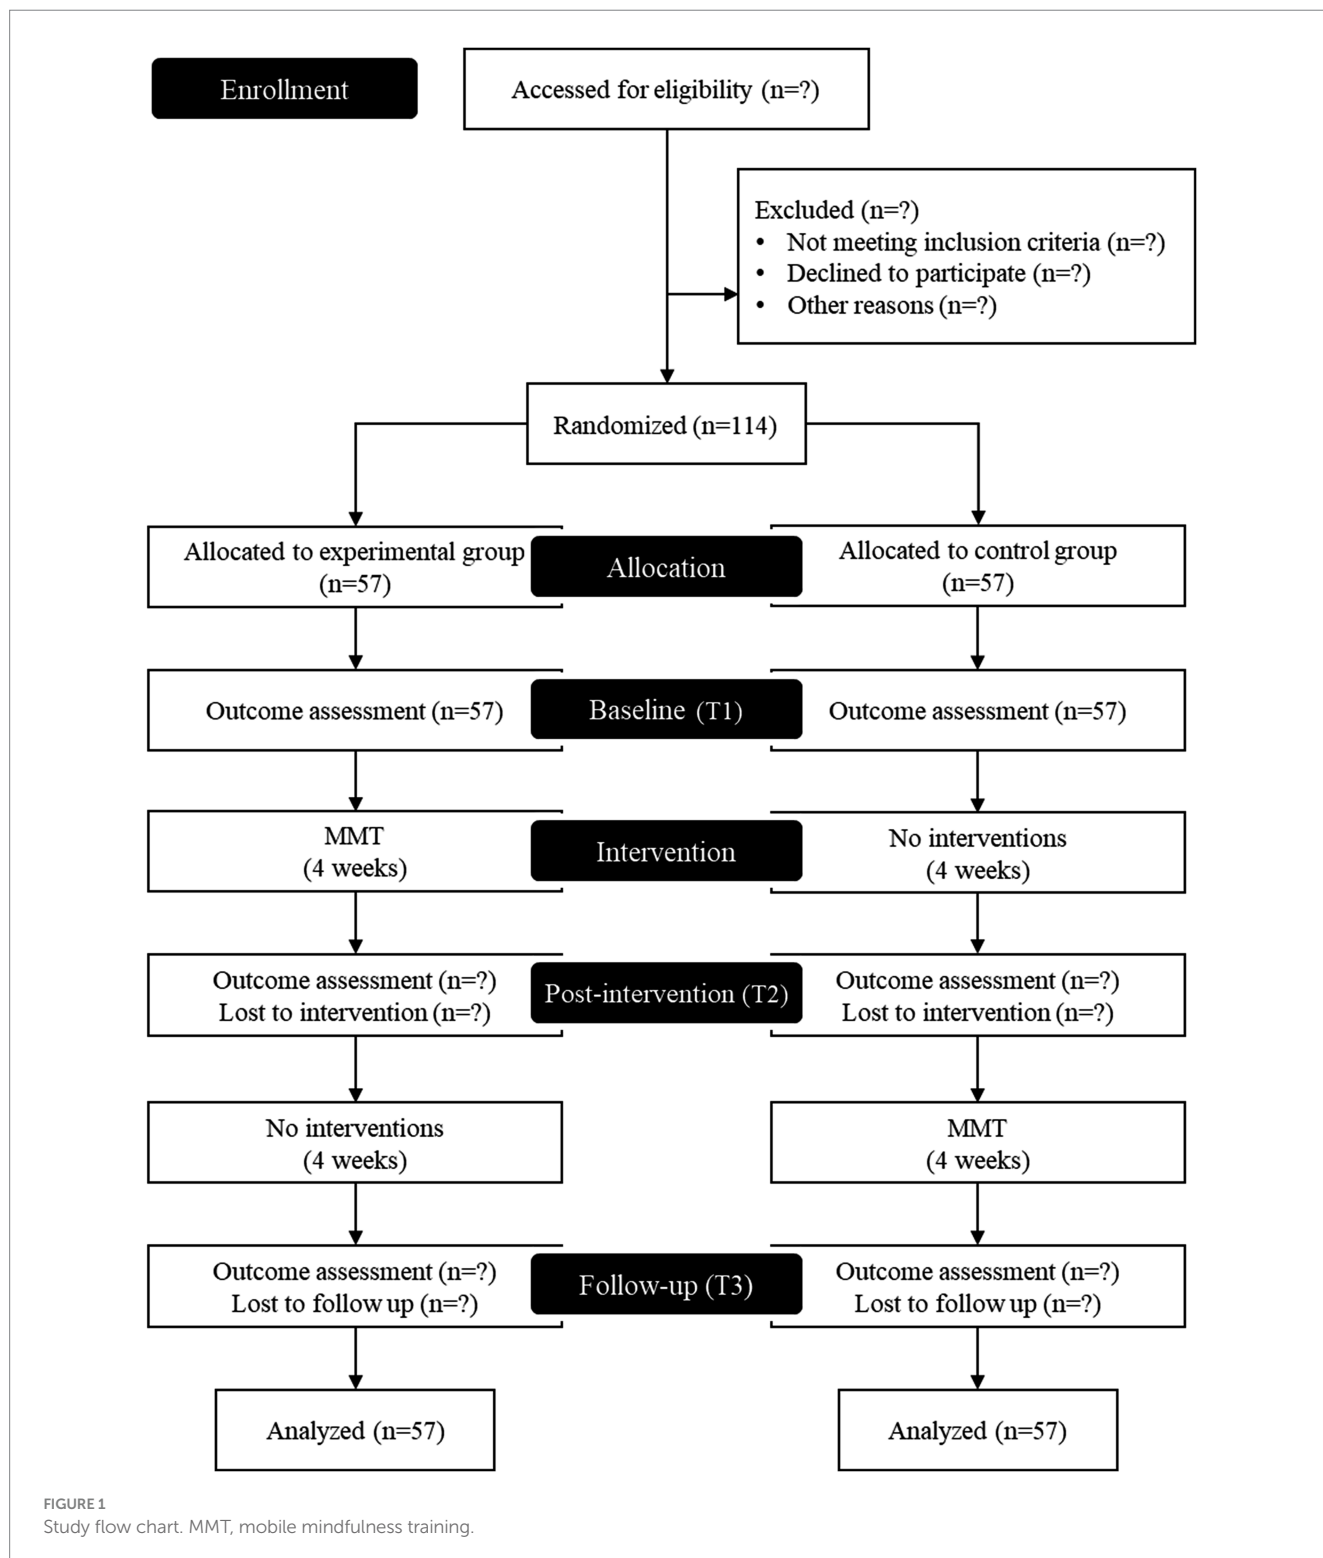 Enrollment
Accessed for eligibility (n=?)
Excluded (n=?)
• Not meeting inclusion criteria (n=?)
• Declined to participate (n=?)
• Other reasons (n=?)
Randomized (n=114)
Allocated to experimental group
(n=57)
Allocation
Allocated to control group
(n=57)
Outcome assessment (n=57)
Baseline (T1)
Outcome assessment (n=57)
MMT
(4 weeks)
Intervention
No interventions
(4 weeks)
Outcome assessment (n=?)
Lost to intervention (n=?)
Post-intervention (T2)
Outcome assessment (n=?)
Lost to intervention (n=?)
No interventions
(4 weeks)
MMT
(4 weeks)
Outcome assessment (n=?)
Lost to follow up (n=?)
Follow-up (T3)
Outcome assessment (n=?)
Lost to follow up (n=?)
Analyzed (n=57)
Analyzed (n=57)
FIGURE 1
Study flow chart. MMT, mobile mindfulness training.